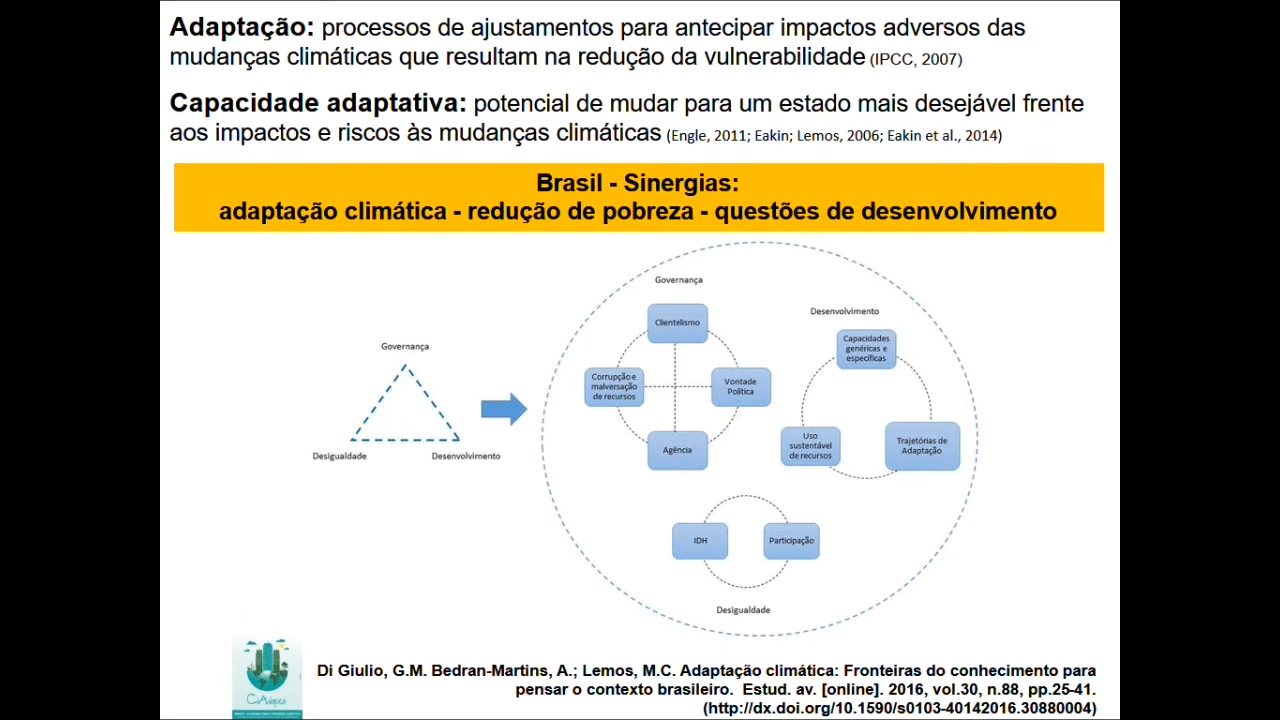 Adaptação: processos de ajustamentos para antecipar impactos adversos das
mudanças climáticas que resultam na redução da vulnerabilidade (IPCC, 2007)
Capacidade adaptativa: potencial de mudar para um estado mais desejável frente
aos impactos e riscos às mudanças climáticas (Engle, 2011; Eakin; Lemos, 2006; Eakin et al., 2014)
Brasil - Sinergias:
adaptação climática - redução de pobreza - questões de desenvolvimento
Governança
Desigualdade
Desenvolvimento
Governança
Clientelismo
Corrupção e
malversação
de recursos
Vontade
Política
Agência
Desenvolvimento
Capacidades
genéricas e
específicas
Uso
sustentável
de recursos
Trajetórias de
Adaptação
IDH
Participação
Desigualdade
CiAdapta
Di Giulio, G.M. Bedran-Martins, A.; Lemos, M.C. Adaptação climática: Fronteiras do conhecimento para
pensar o contexto brasileiro. Estud. av. [online]. 2016, vol.30, n.88, pp.25-41.
(http://dx.doi.org/10.1590/s0103-40142016.30880004)